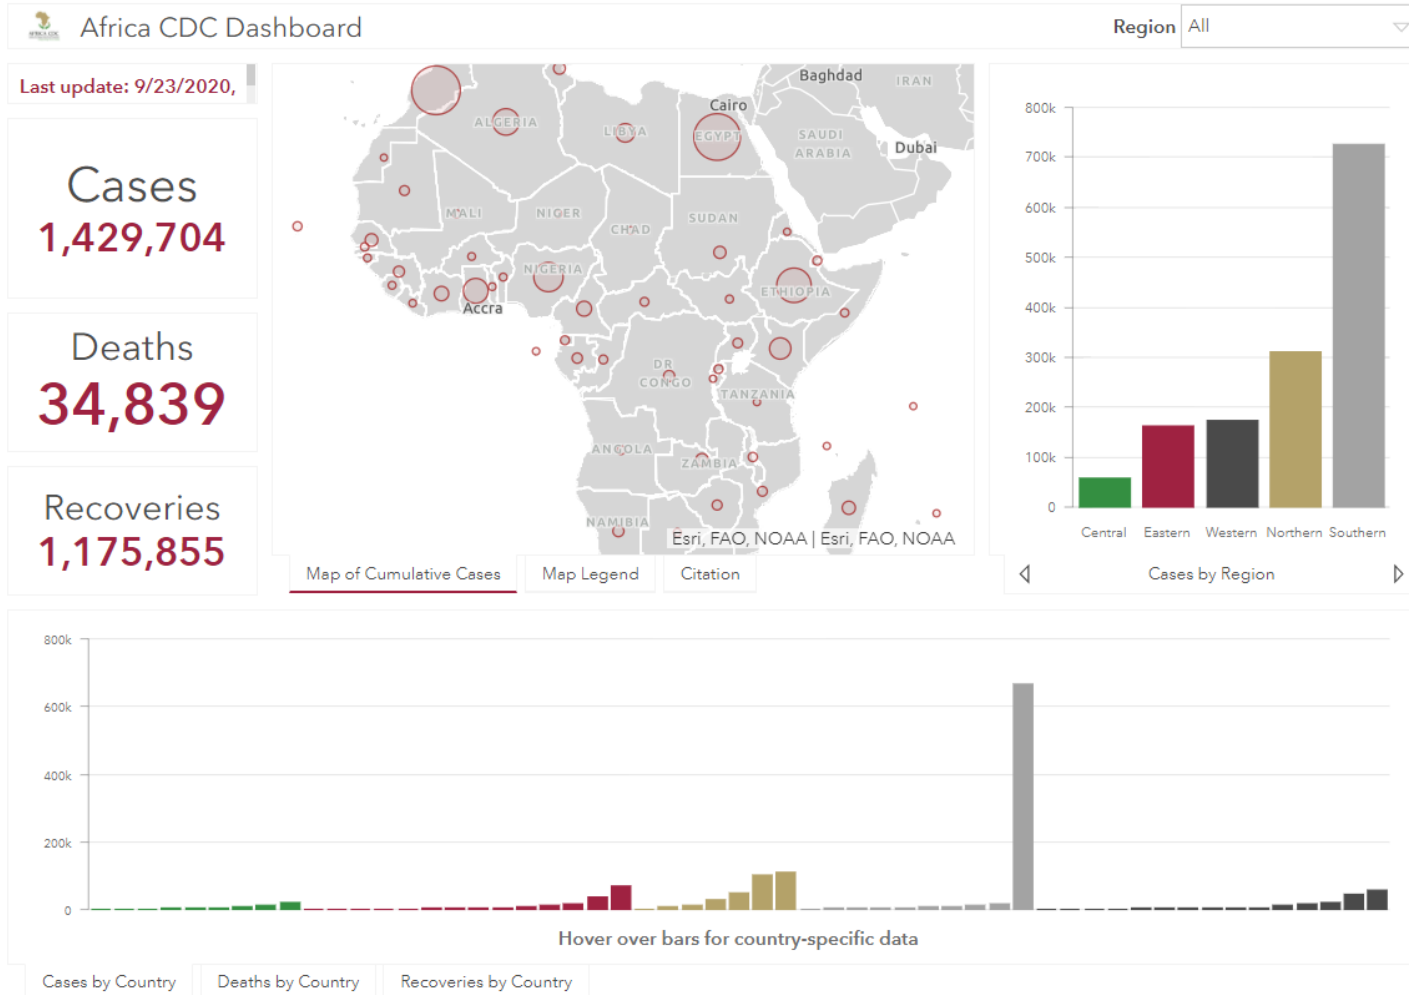 Africa CDC Dashboard
Region All
Last update: 9/23/2020,
Cases
1,429,704
Deaths
34,839
Recoveries
1,175,855
Baghdad
IRAN
Cairo
ALGERIA
LIBYA
EGYPT
SAUDI
ARABIA
Dubai
MALI
NIGER
CHAD
SUDAN
NIGERIA
ETHIOPIA
Accra
DR
CONGO
TANZANIA
ANGOLA
ZAMBIA
NAMIBIA
Esri, FAO, NOAA | Esri, FAO, NOAA
Map of Cumulative Cases
Map Legend
Citation
800k
700k
600k
500k
400k
300k
200k
100k
0
Central Eastern Western Northern Southern
Cases by Region
800k
600k
400k
200k
0
Hover over bars for country-specific data
Cases by Country
Deaths by Country
Recoveries by Country